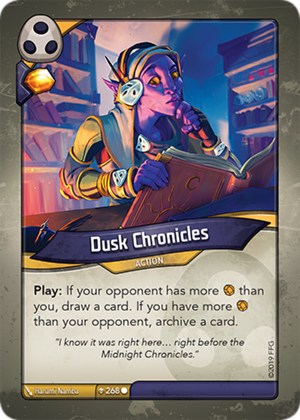 Dusk Chronicles
ACTION
Play: If your opponent has more than
you, draw a card. If you have more
than your opponent, archive a card.
"I know it was right here... right before the
Midnight Chronicles."
©2019 FFG
Harumi Namba
268